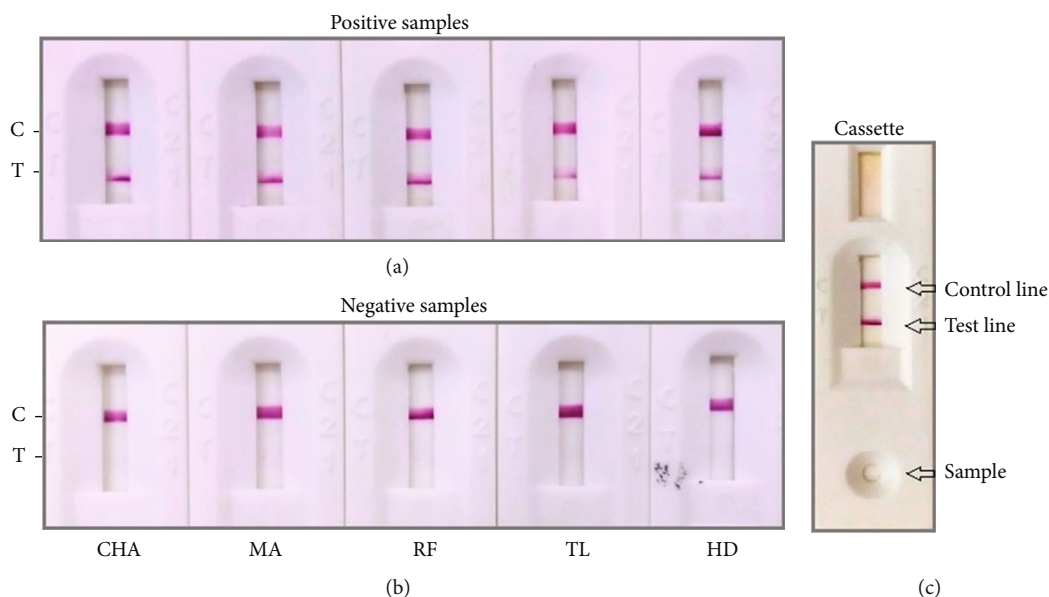 Positive samples
C
T
(a)
Negative samples
C
T
CHA MA RF TL HD
(b)
Cassette
Control line
Test line
Sample
(c)